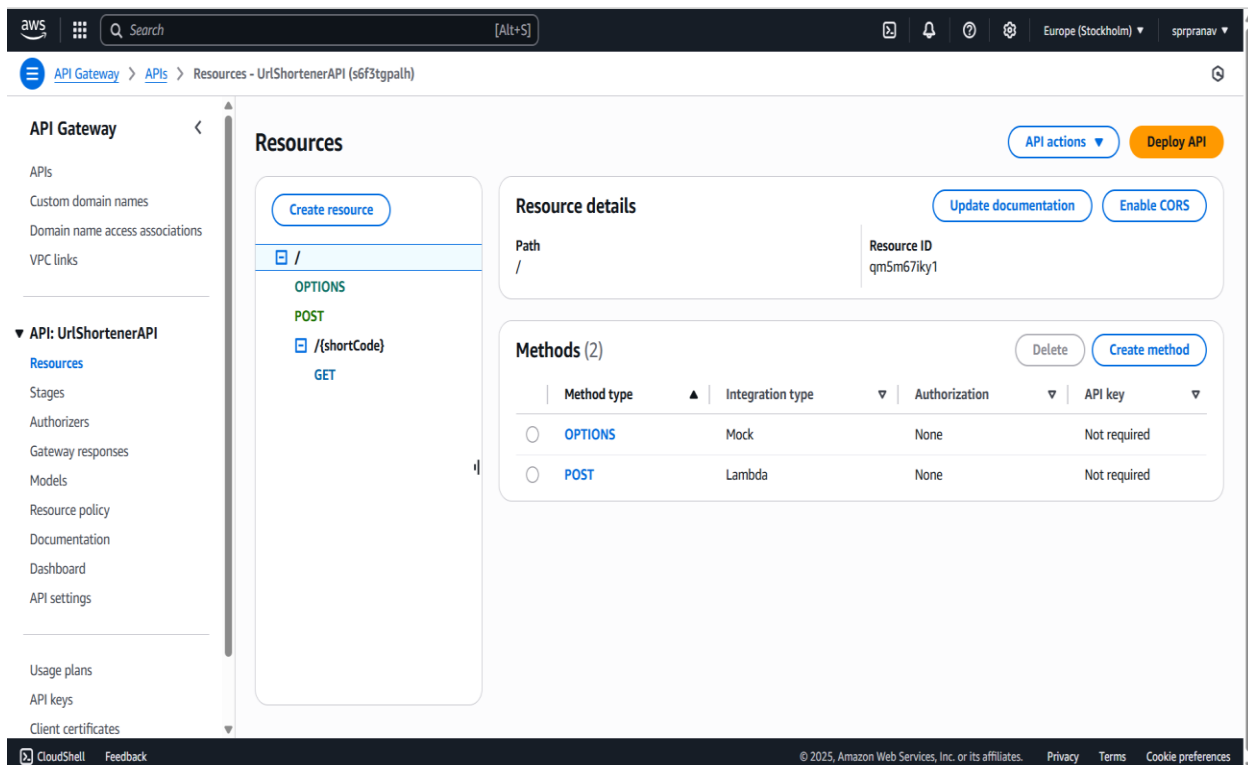 aws
Search [Alt+S]
Europe (Stockholm) ▼ sprpranav ▼
API Gateway > APIs > Resources - UrlShortenerAPI (s6f3tgpalh)
API Gateway
APIs
Custom domain names
Domain name access associations
VPC links
▼ API: UrlShortenerAPI
Resources
Stages
Authorizers
Gateway responses
Models
Resource policy
Documentation
Dashboard
API settings
Usage plans
API keys
Client certificates
Resources
API actions ▼ Deploy API
Create resource
/
OPTIONS
POST
/{shortCode}
GET
Resource details
Update documentation Enable CORS
Path Resource ID
/ qm5m67iky1
Methods (2) Delete Create method
Method type Integration type Authorization API key
OPTIONS Mock None Not required
POST Lambda None Not required
CloudShell Feedback © 2025, Amazon Web Services, Inc. or its affiliates. Privacy Terms Cookie preferences